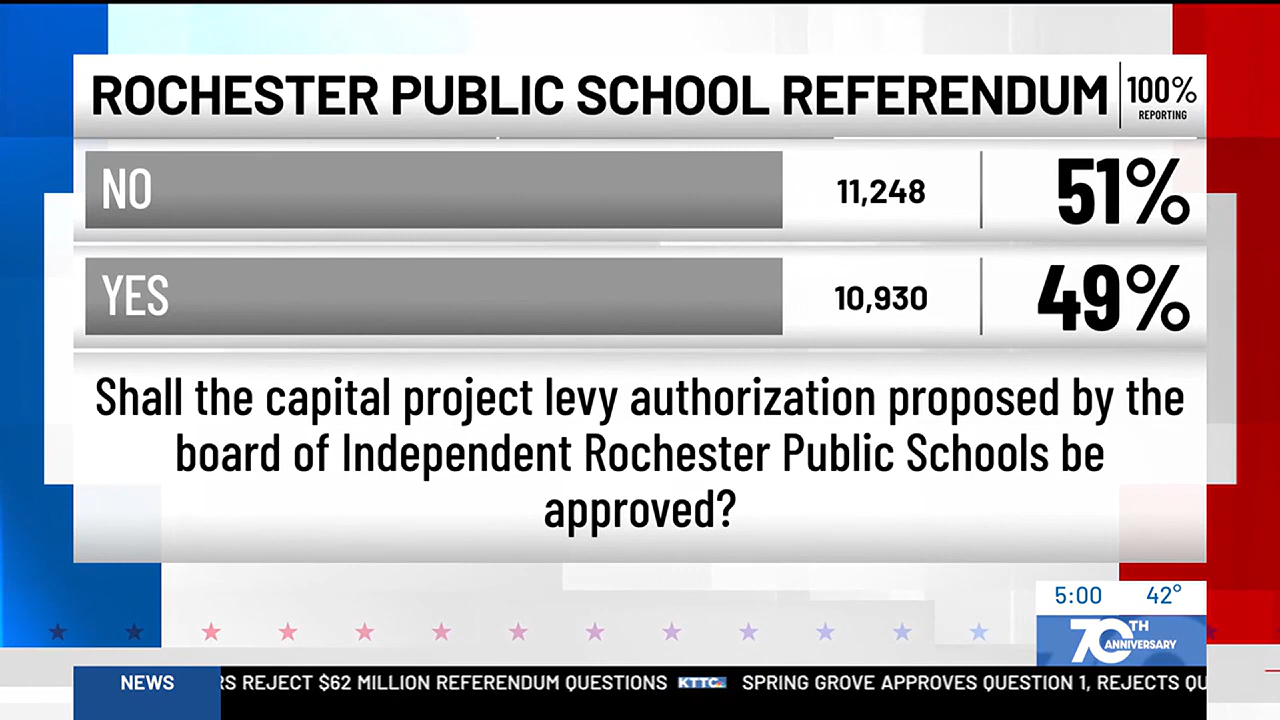 ROCHESTER PUBLIC SCHOOL REFERENDUM
100%
REPORTING
NO 11,248 51%
YES 10,930 49%
Shall the capital project levy authorization proposed by the
board of Independent Rochester Public Schools be
approved?
5:00 42°
70TH
ANNIVERSARY
NEWS
RS REJECT $62 MILLION REFERENDUM QUESTIONS KTTC SPRING GROVE APPROVES QUESTION 1, REJECTS QU